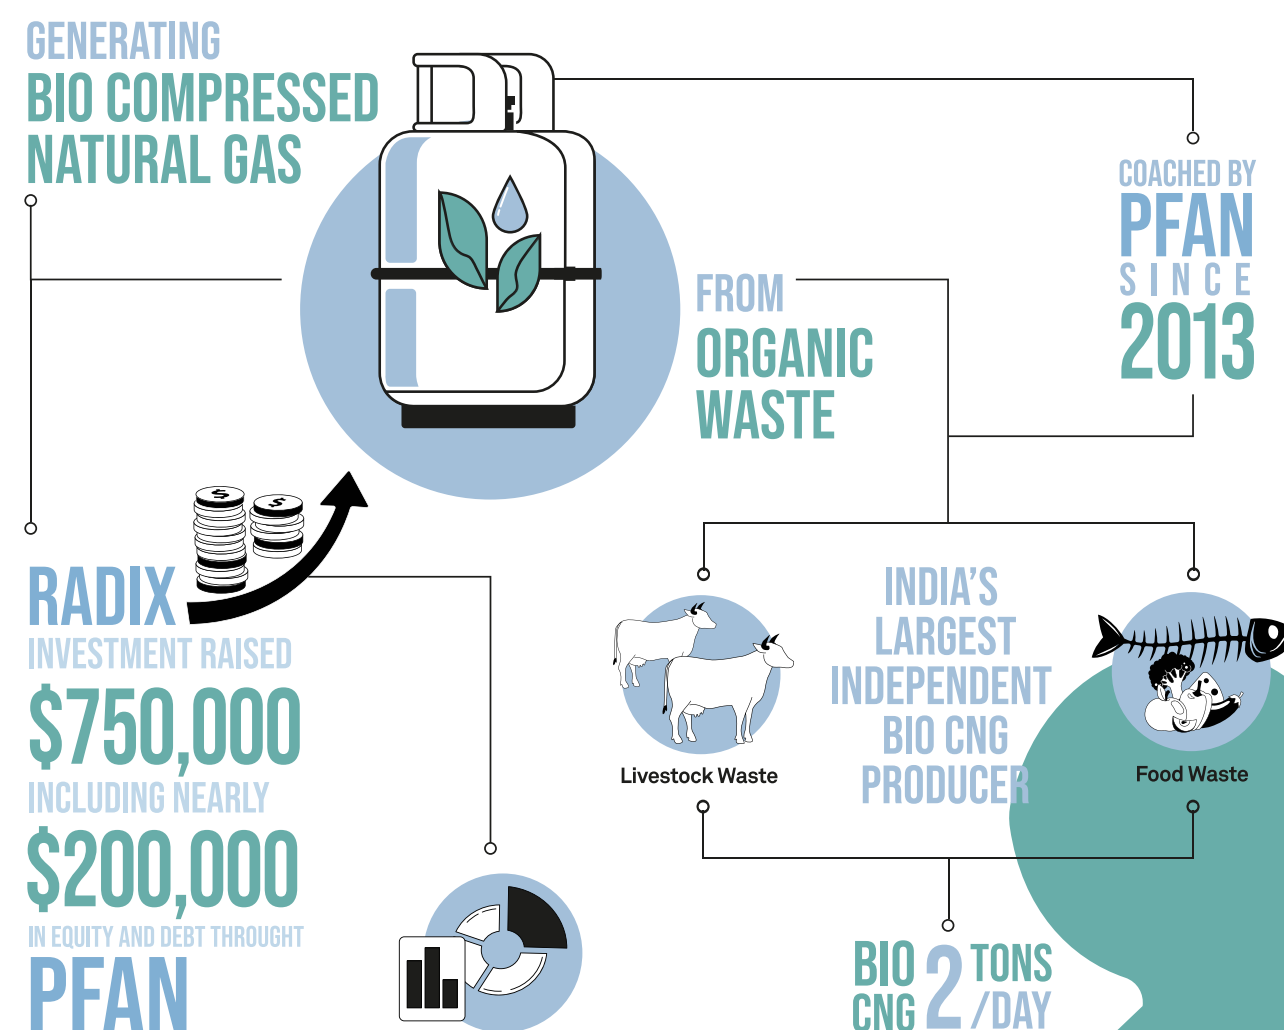 GENERATING
BIO COMPRESSED
NATURAL GAS
COACHED BY
PFAN
SINCE
2013
FROM
ORGANIC
WASTE
RADIX
INVESTMENT RAISED
$750,000
INCLUDING NEARLY
$200,000
IN EQUITY AND DEBT THROUGHT
PFAN
INDIA'S
LARGEST
INDEPENDENT
BIO CNG
PRODUCER
Livestock Waste
Food Waste
BIO CNG 2 TONS /DAY